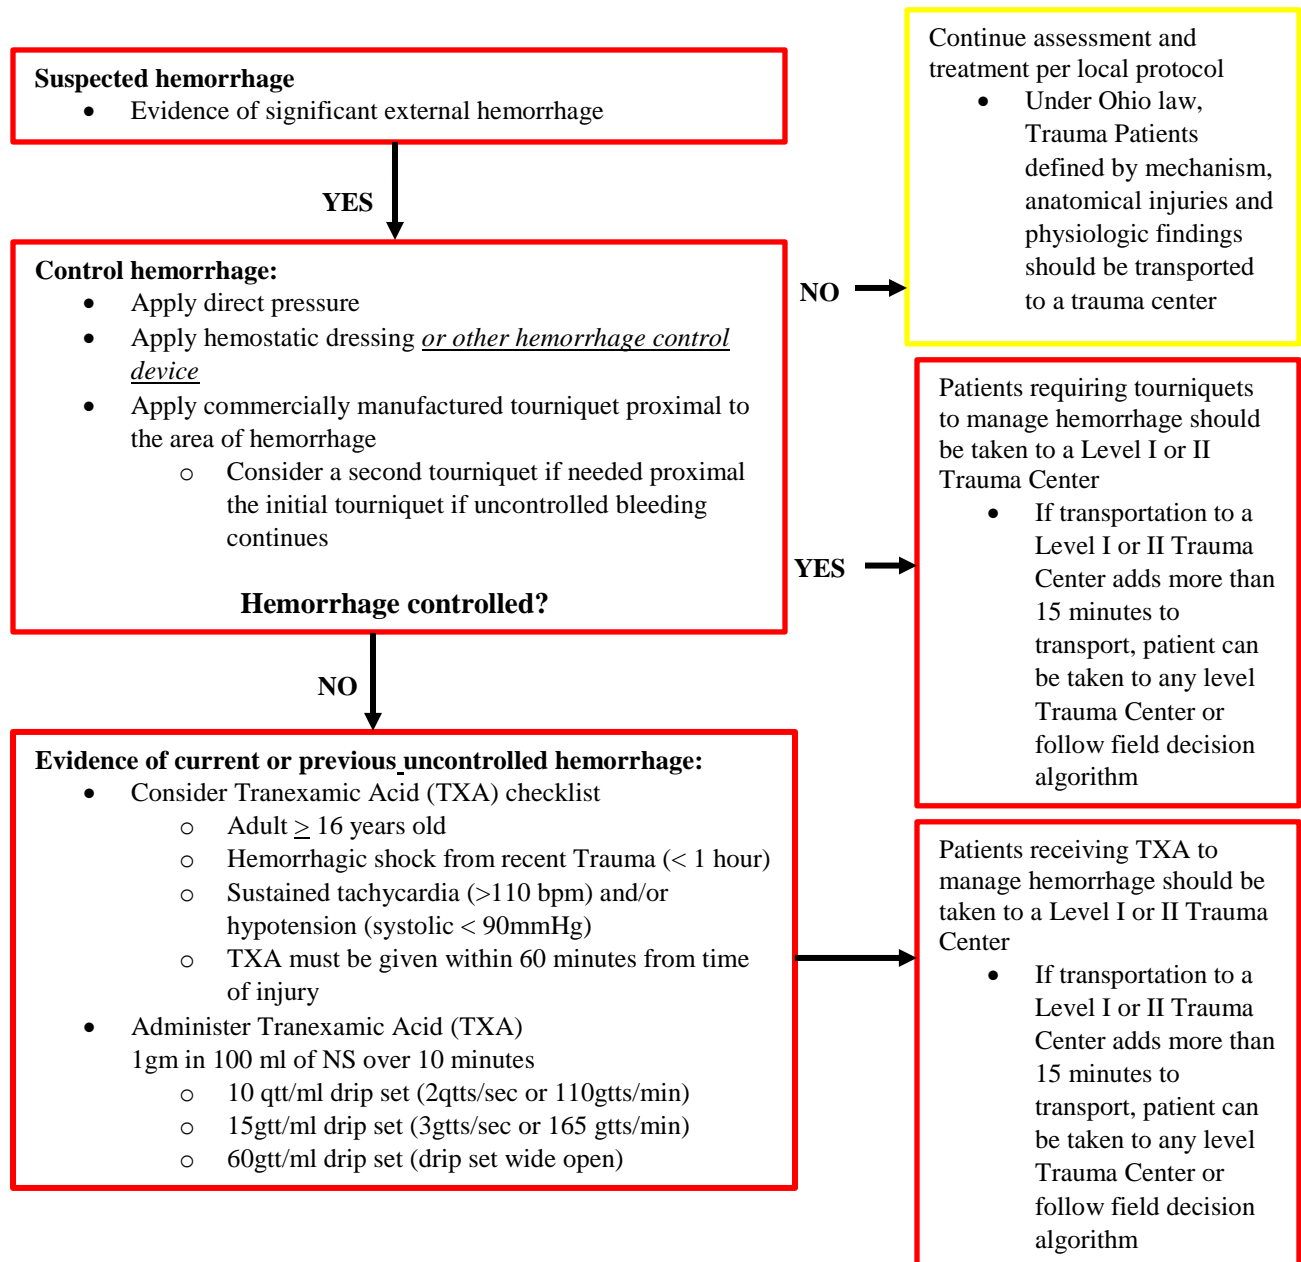 Suspected hemorrhage
• Evidence of significant external hemorrhage
YES
Control hemorrhage:
• Apply direct pressure
• Apply hemostatic dressing or other hemorrhage control
device
• Apply commercially manufactured tourniquet proximal to
the area of hemorrhage
o Consider a second tourniquet if needed proximal
the initial tourniquet if uncontrolled bleeding
continues
Hemorrhage controlled?
NO
Continue assessment and
treatment per local protocol
• Under Ohio law,
Trauma Patients
defined by mechanism,
anatomical injuries and
physiologic findings
should be transported
to a trauma center
YES
Patients requiring tourniquets
to manage hemorrhage should
be taken to a Level I or II
Trauma Center
• If transportation to a
Level I or II Trauma
Center adds more than
15 minutes to
transport, patient can
be taken to any level
Trauma Center or
follow field decision
algorithm
NO
Evidence of current or previous uncontrolled hemorrhage:
• Consider Tranexamic Acid (TXA) checklist
o Adult > 16 years old
o Hemorrhagic shock from recent Trauma (< 1 hour)
o Sustained tachycardia (>110 bpm) and/or
hypotension (systolic < 90mmHg)
o TXA must be given within 60 minutes from time
of injury
• Administer Tranexamic Acid (TXA)
1gm in 100 ml of NS over 10 minutes
o 10 qtt/ml drip set (2qtts/sec or 110gtts/min)
o 15gtt/ml drip set (3gtts/sec or 165 gtts/min)
o 60gtt/ml drip set (drip set wide open)
Patients receiving TXA to
manage hemorrhage should be
taken to a Level I or II Trauma
Center
• If transportation to a
Level I or II Trauma
Center adds more than
15 minutes to
transport, patient can
be taken to any level
Trauma Center or
follow field decision
algorithm